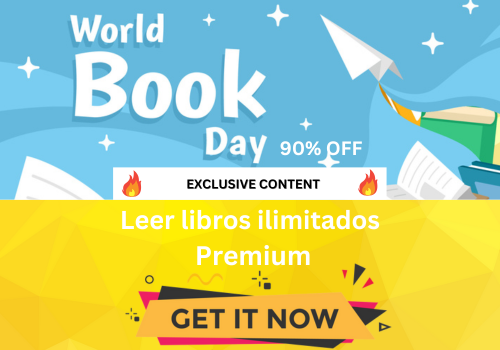 World
Book
Day
90% OFF
EXCLUSIVE CONTENT
Leer libros ilimitados
Premium
GET IT NOW